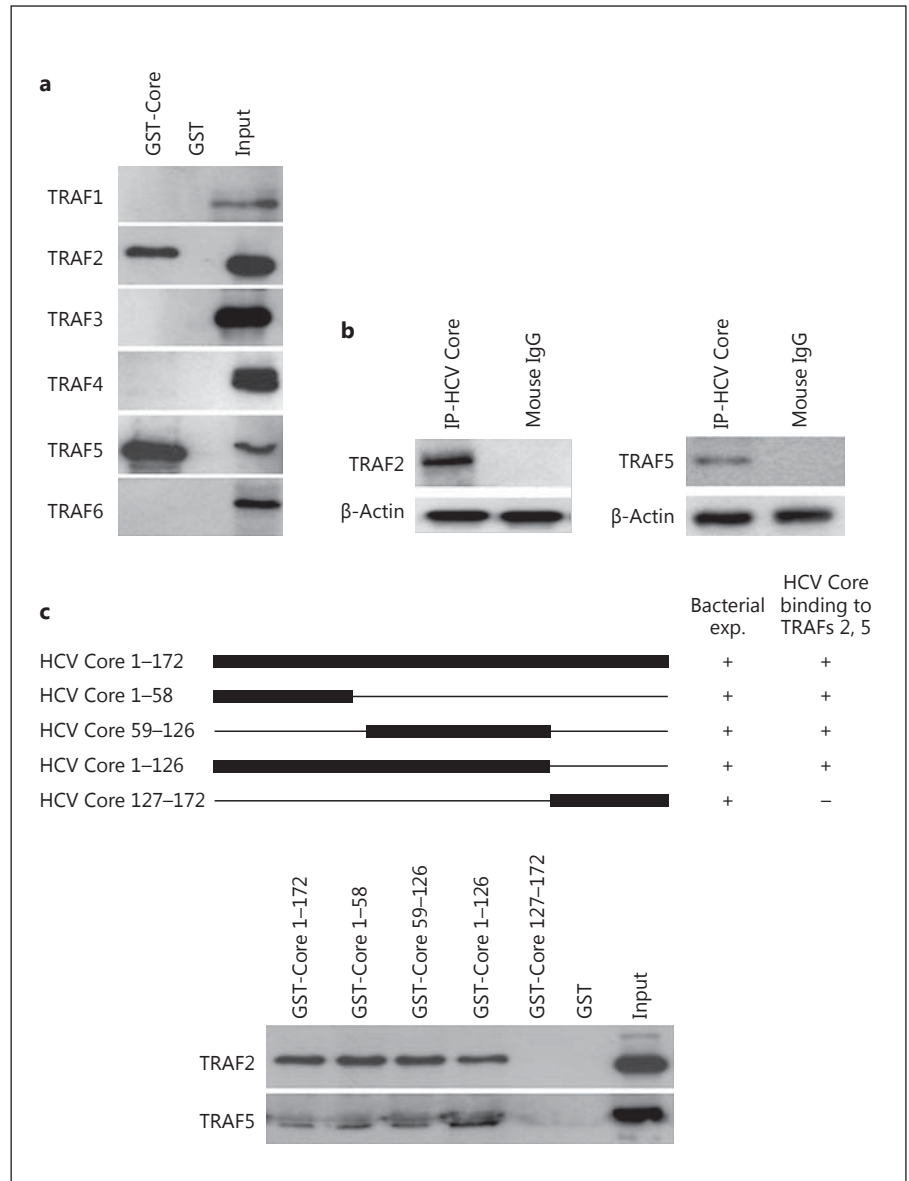 a
GST-Core
GST
Input
TRAF1
TRAF2
TRAF3
TRAF4
TRAF5
TRAF6
b
IP-HCV Core
Mouse IgG
TRAF2
β-Actin
IP-HCV Core
Mouse IgG
TRAF5
β-Actin
c
Bacterial
exp.
HCV Core
binding to
TRAFs 2, 5
HCV Core 1–172 + +
HCV Core 1–58 + +
HCV Core 59–126 + +
HCV Core 1–126 + +
HCV Core 127–172 + –
GST-Core 1–172
GST-Core 1–58
GST-Core 59–126
GST-Core 1–126
GST-Core 127–172
GST
Input
TRAF2
TRAF5